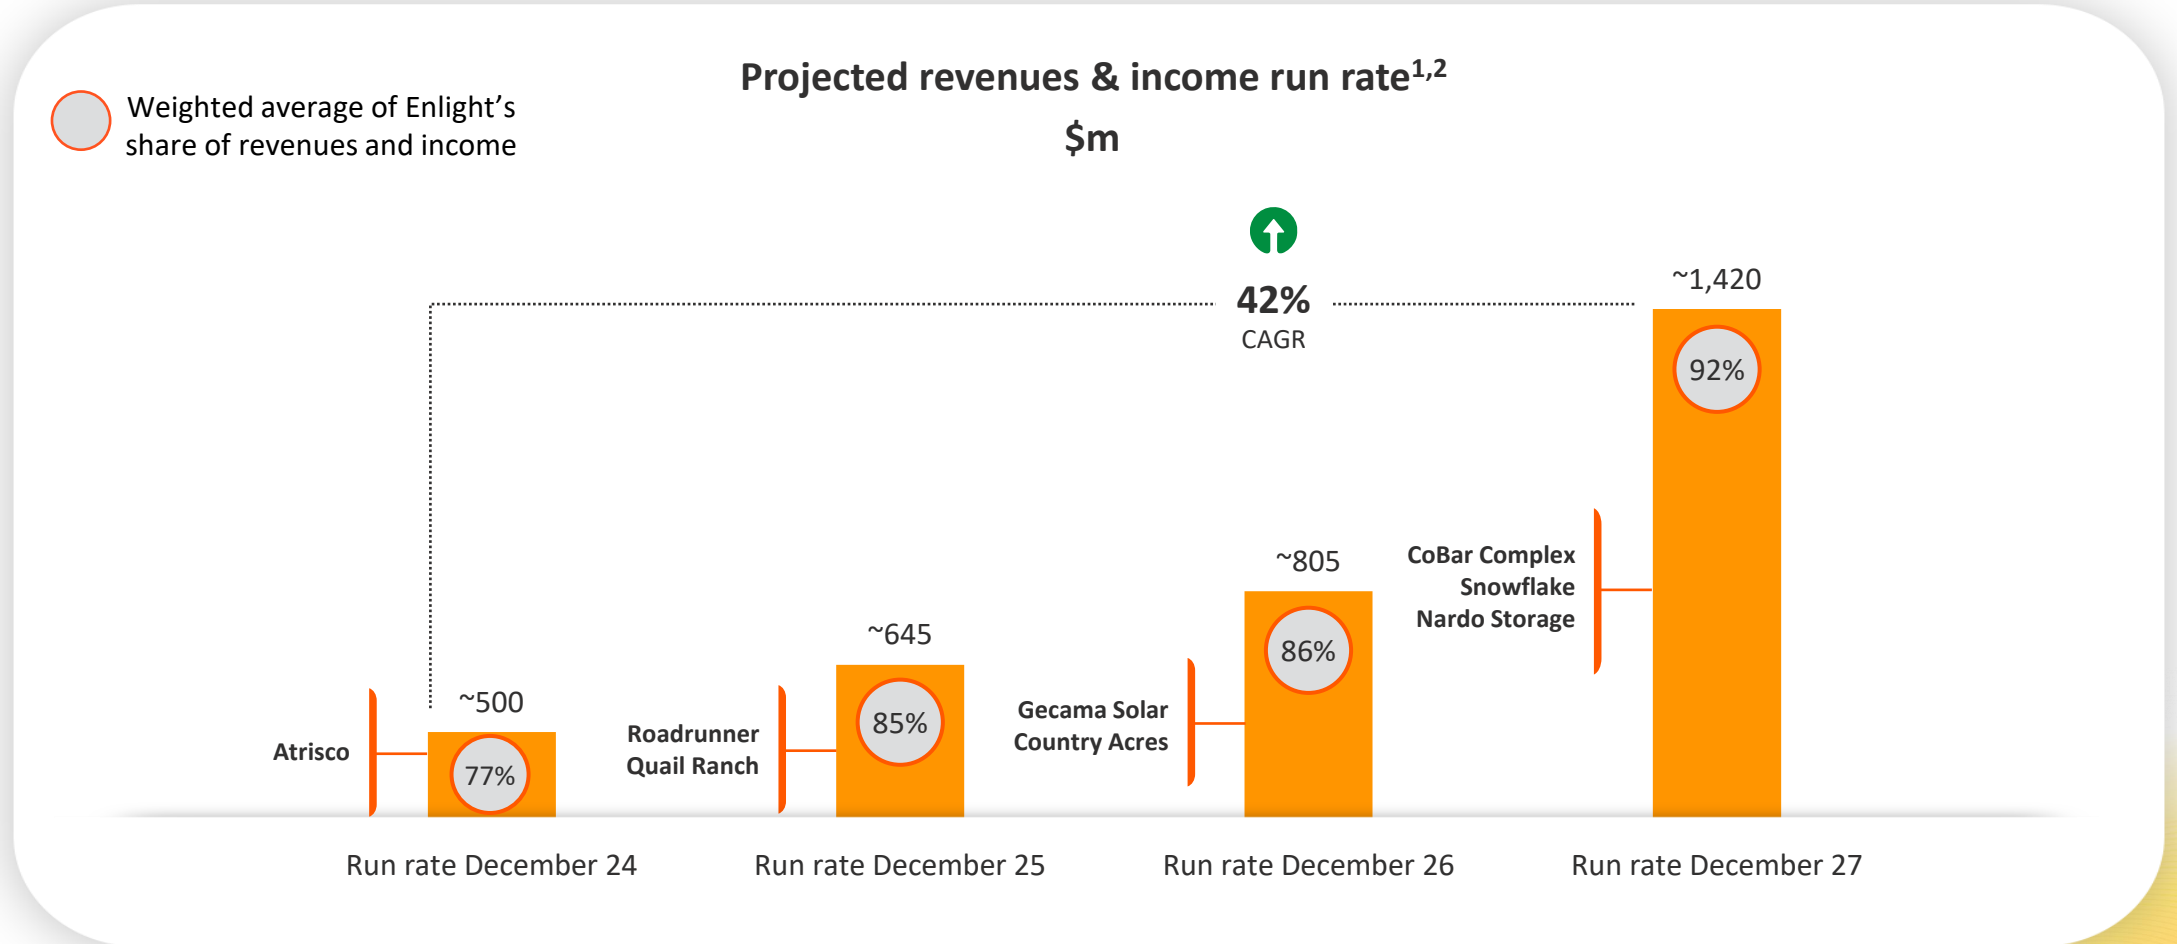 Projected revenues & income run rate1,2
$m
Weighted average of Enlight’s
share of revenues and income
42%
CAGR
~500
77%
Atrisco
~645
85%
Roadrunner
Quail Ranch
~805
86%
Gecama Solar
Country Acres
~1,420
92%
CoBar Complex
Snowflake
Nardo Storage
Run rate December 24
Run rate December 25
Run rate December 26
Run rate December 27